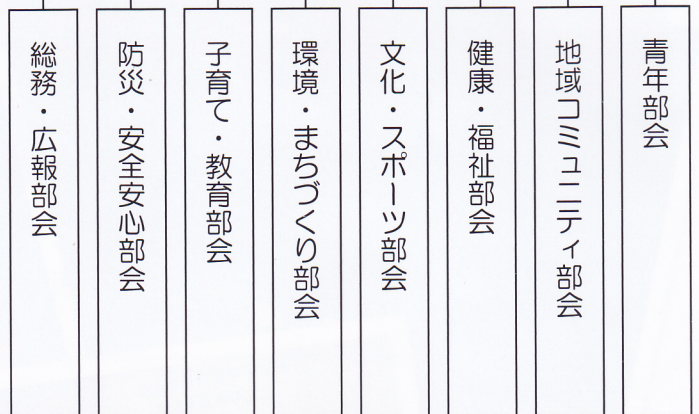 総務・広報部会
防災・安全安心部会
子育て・教育部会
環境・まちづくり部会
文化・スポーツ部会
健康・福祉部会
地域コミュニティ部会
青年部会